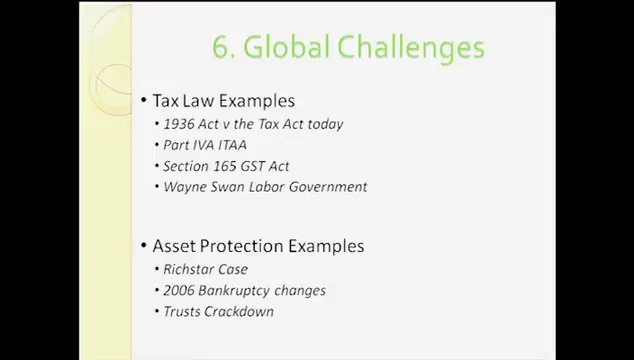 6. Global Challenges
• Tax Law Examples
• 1936 Act v the Tax Act today
• Part IVA ITAA
• Section 165 GST Act
• Wayne Swan Labor Government
• Asset Protection Examples
• Richstar Case
• 2006 Bankruptcy changes
• Trusts Crackdown